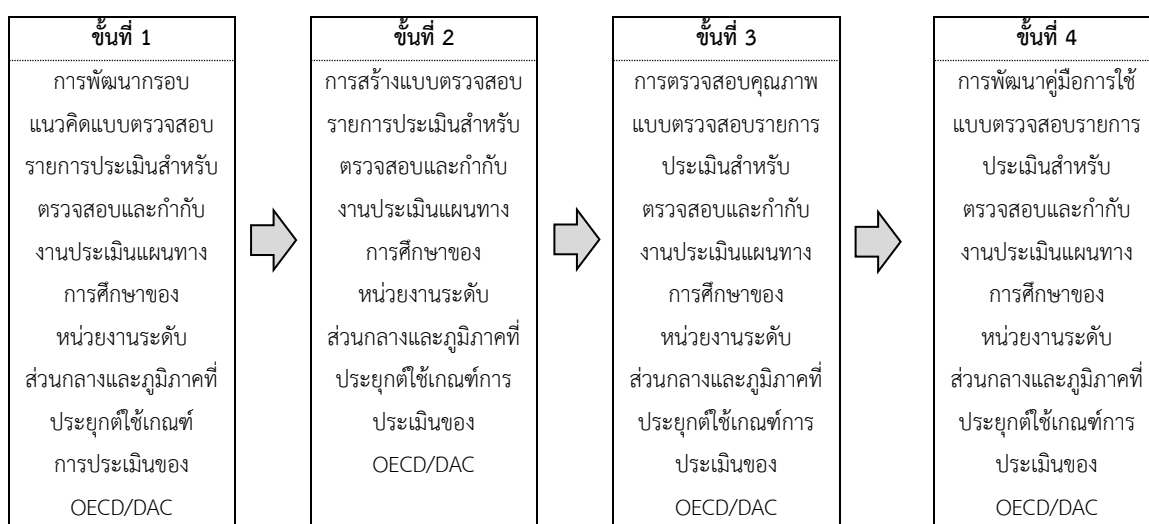 ขั้นที่ 1
การพัฒนากรอบ
แนวคิดแบบตรวจสอบ
รายการประเมินสำหรับ
ตรวจสอบและกำกับ
งานประเมินแผนทาง
การศึกษาของ
หน่วยงานระดับ
ส่วนกลางและภูมิภาคที่
ประยุกต์ใช้เกณฑ์
การประเมินของ
OECD/DAC
ขั้นที่ 2
การสร้างแบบตรวจสอบ
รายการประเมินสำหรับ
ตรวจสอบและกำกับ
งานประเมินแผนทาง
การศึกษาของ
หน่วยงานระดับ
ส่วนกลางและภูมิภาคที่
ประยุกต์ใช้เกณฑ์การ
ประเมินของ
OECD/DAC
ขั้นที่ 3
การตรวจสอบคุณภาพ
แบบตรวจสอบรายการ
ประเมินสำหรับ
ตรวจสอบและกำกับ
งานประเมินแผนทาง
การศึกษาของ
หน่วยงานระดับ
ส่วนกลางและภูมิภาคที่
ประยุกต์ใช้เกณฑ์การ
ประเมินของ
OECD/DAC
ขั้นที่ 4
การพัฒนาคู่มือการใช้
แบบตรวจสอบรายการ
ประเมินสำหรับ
ตรวจสอบและกำกับ
งานประเมินแผนทาง
การศึกษาของ
หน่วยงานระดับ
ส่วนกลางและภูมิภาคที่
ประยุกต์ใช้เกณฑ์การ
ประเมินของ
OECD/DAC